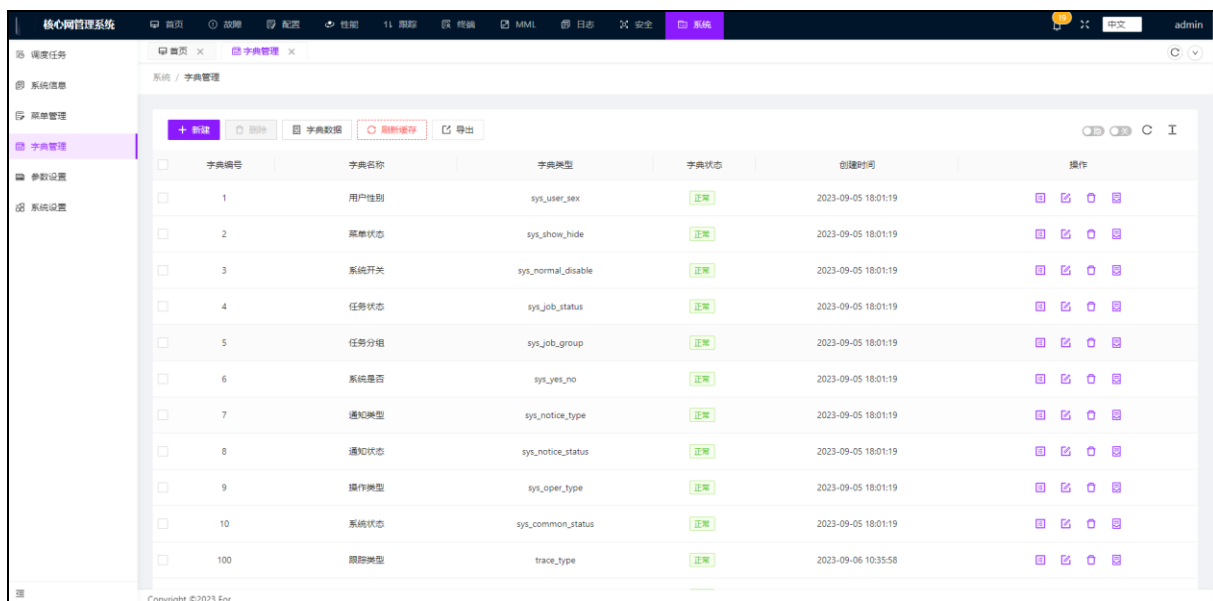 核心网管理系统 首页 故障 配置 性能 跟踪 终端 MML 日志 安全 系统 19 中文 admin
调度任务
系统信息
菜单管理
字典管理
参数设置
系统设置
首页 × 字典管理 ×
系统 / 字典管理
+ 新建 删除 字典数据 刷新缓存 导出
字典编号 字典名称 字典类型 字典状态 创建时间 操作
1 用户性别 sys_user_sex 正常 2023-09-05 18:01:19
2 菜单状态 sys_show_hide 正常 2023-09-05 18:01:19
3 系统开关 sys_normal_disable 正常 2023-09-05 18:01:19
4 任务状态 sys_job_status 正常 2023-09-05 18:01:19
5 任务分组 sys_job_group 正常 2023-09-05 18:01:19
6 系统是否 sys_yes_no 正常 2023-09-05 18:01:19
7 通知类型 sys_notice_type 正常 2023-09-05 18:01:19
8 通知状态 sys_notice_status 正常 2023-09-05 18:01:19
9 操作类型 sys_oper_type 正常 2023-09-05 18:01:19
10 系统状态 sys_common_status 正常 2023-09-05 18:01:19
100 跟踪类型 trace_type 正常 2023-09-06 10:35:58
Copyright ©2023 For